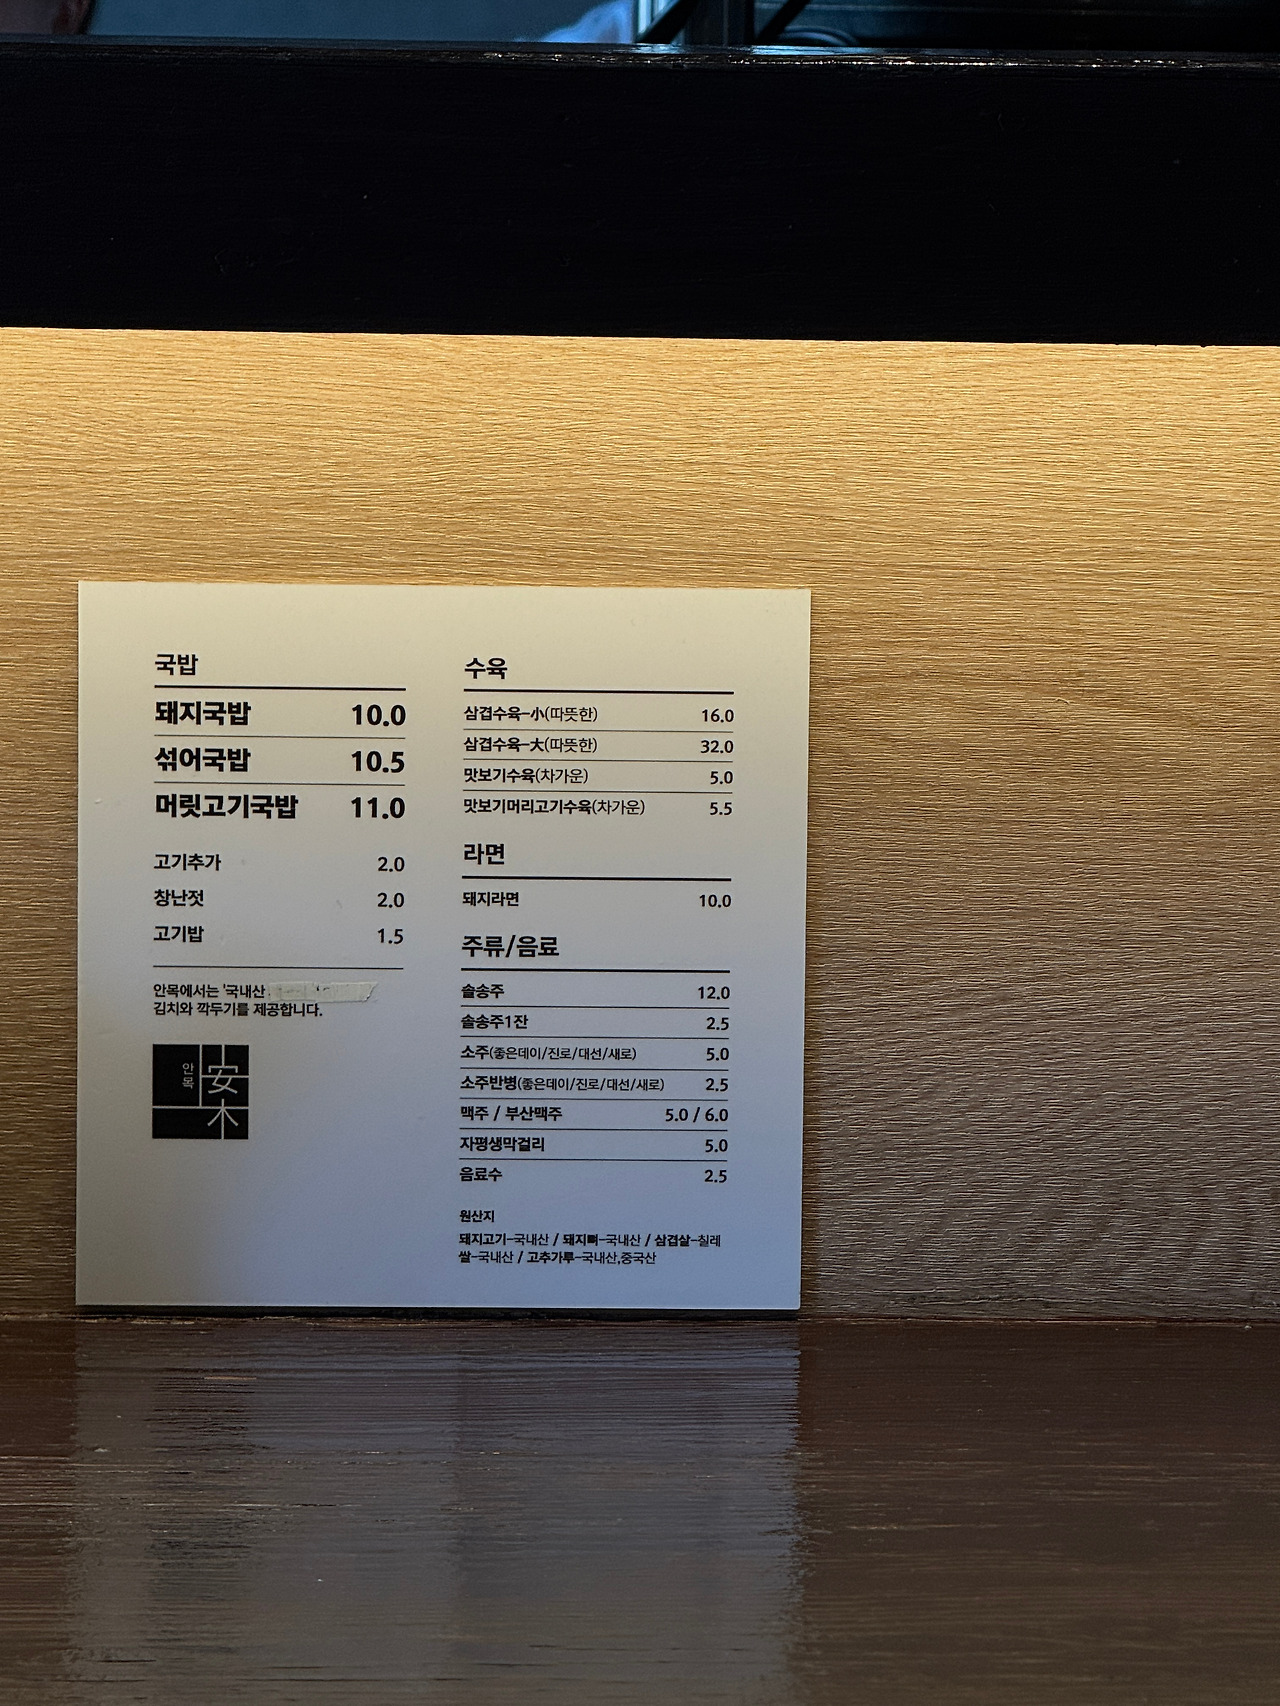 국밥
돼지국밥 10.0
섞어국밥 10.5
머릿고기국밥 11.0
고기추가 2.0
창난젓 2.0
고기밥 1.5
안목에서는 '국내산
김치와 깍두기를 제공합니다.
안목
安木
수육
삼겹수육-小(따뜻한) 16.0
삼겹수육-大(따뜻한) 32.0
맛보기수육(차가운) 5.0
맛보기머리고기수육(차가운) 5.5
라면
돼지라면 10.0
주류/음료
솔송주 12.0
솔송주1잔 2.5
소주(좋은데이/진로/대선/새로) 5.0
소주반병(좋은데이/진로/대선/새로) 2.5
맥주 / 부산맥주 5.0 / 6.0
자평생막걸리 5.0
음료수 2.5
원산지
돼지고기-국내산 / 돼지뼈-국내산 / 삼겹살-칠레
쌀-국내산 / 고추가루-국내산,중국산